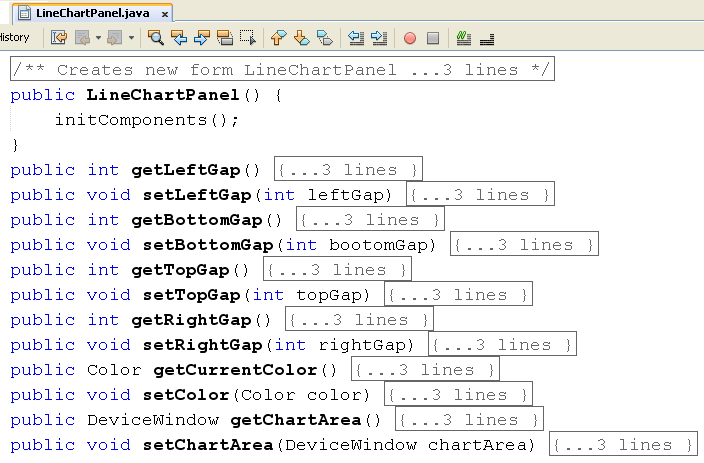 LineChartPanel.java ×
History
/** Creates new form LineChartPanel ...3 lines */
public LineChartPanel() {
initComponents();
}
public int getLeftGap() {...3 lines }
public void setLeftGap(int leftGap) {...3 lines }
public int getBottomGap() {...3 lines }
public void setBottomGap(int bootomGap) {...3 lines }
public int getTopGap() {...3 lines }
public void setTopGap(int topGap) {...3 lines }
public int getRightGap() {...3 lines }
public void setRightGap(int rightGap) {...3 lines }
public Color getCurrentColor() {...3 lines }
public void setColor(Color color) {...3 lines }
public DeviceWindow getChartArea() {...3 lines }
public void setChartArea(DeviceWindow chartArea) {...3 lines }